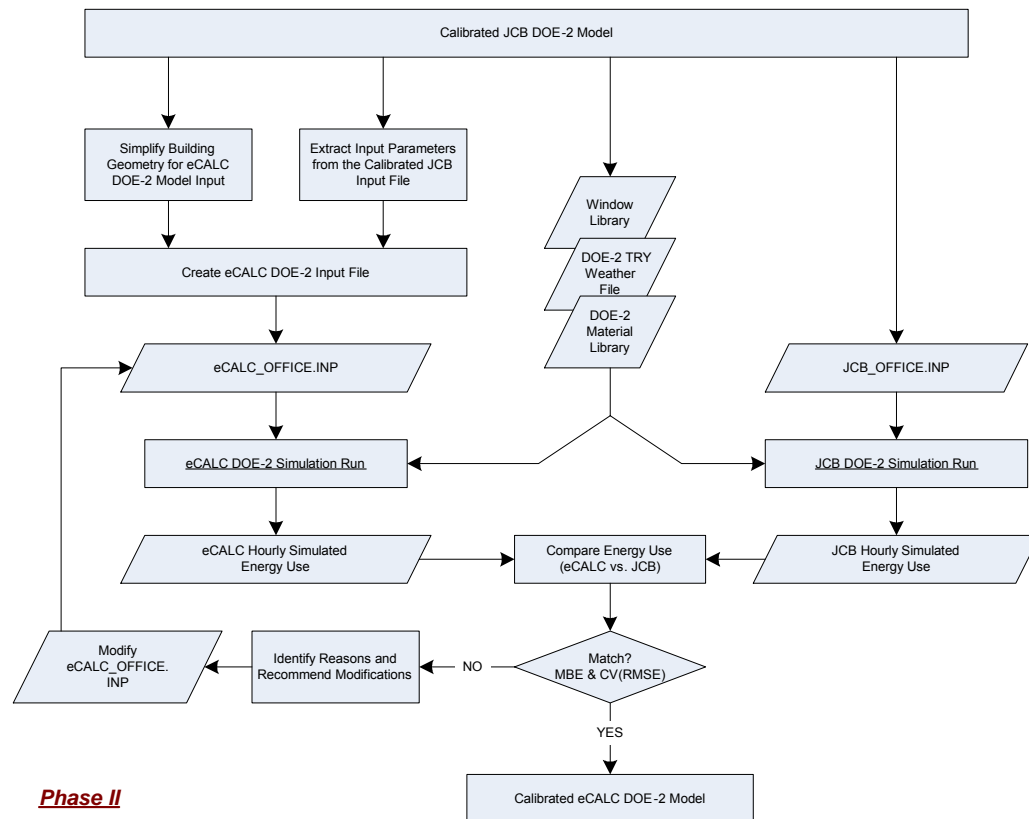 Calibrated JCB DOE-2 Model
Simplify Building
Geometry for eCALC
DOE-2 Model Input
Extract Input Parameters
from the Calibrated JCB
Input File
Window
Library
DOE-2 TRY
Weather
File
DOE-2
Material
Library
Create eCALC DOE-2 Input File
eCALC_OFFICE.INP
JCB_OFFICE.INP
eCALC DOE-2 Simulation Run
JCB DOE-2 Simulation Run
eCALC Hourly Simulated
Energy Use
Compare Energy Use
(eCALC vs. JCB)
JCB Hourly Simulated
Energy Use
Modify
eCALC_OFFICE.
INP
Identify Reasons and
Recommend Modifications
NO
Match?
MBE & CV(RMSE)
YES
Phase II
Calibrated eCALC DOE-2 Model